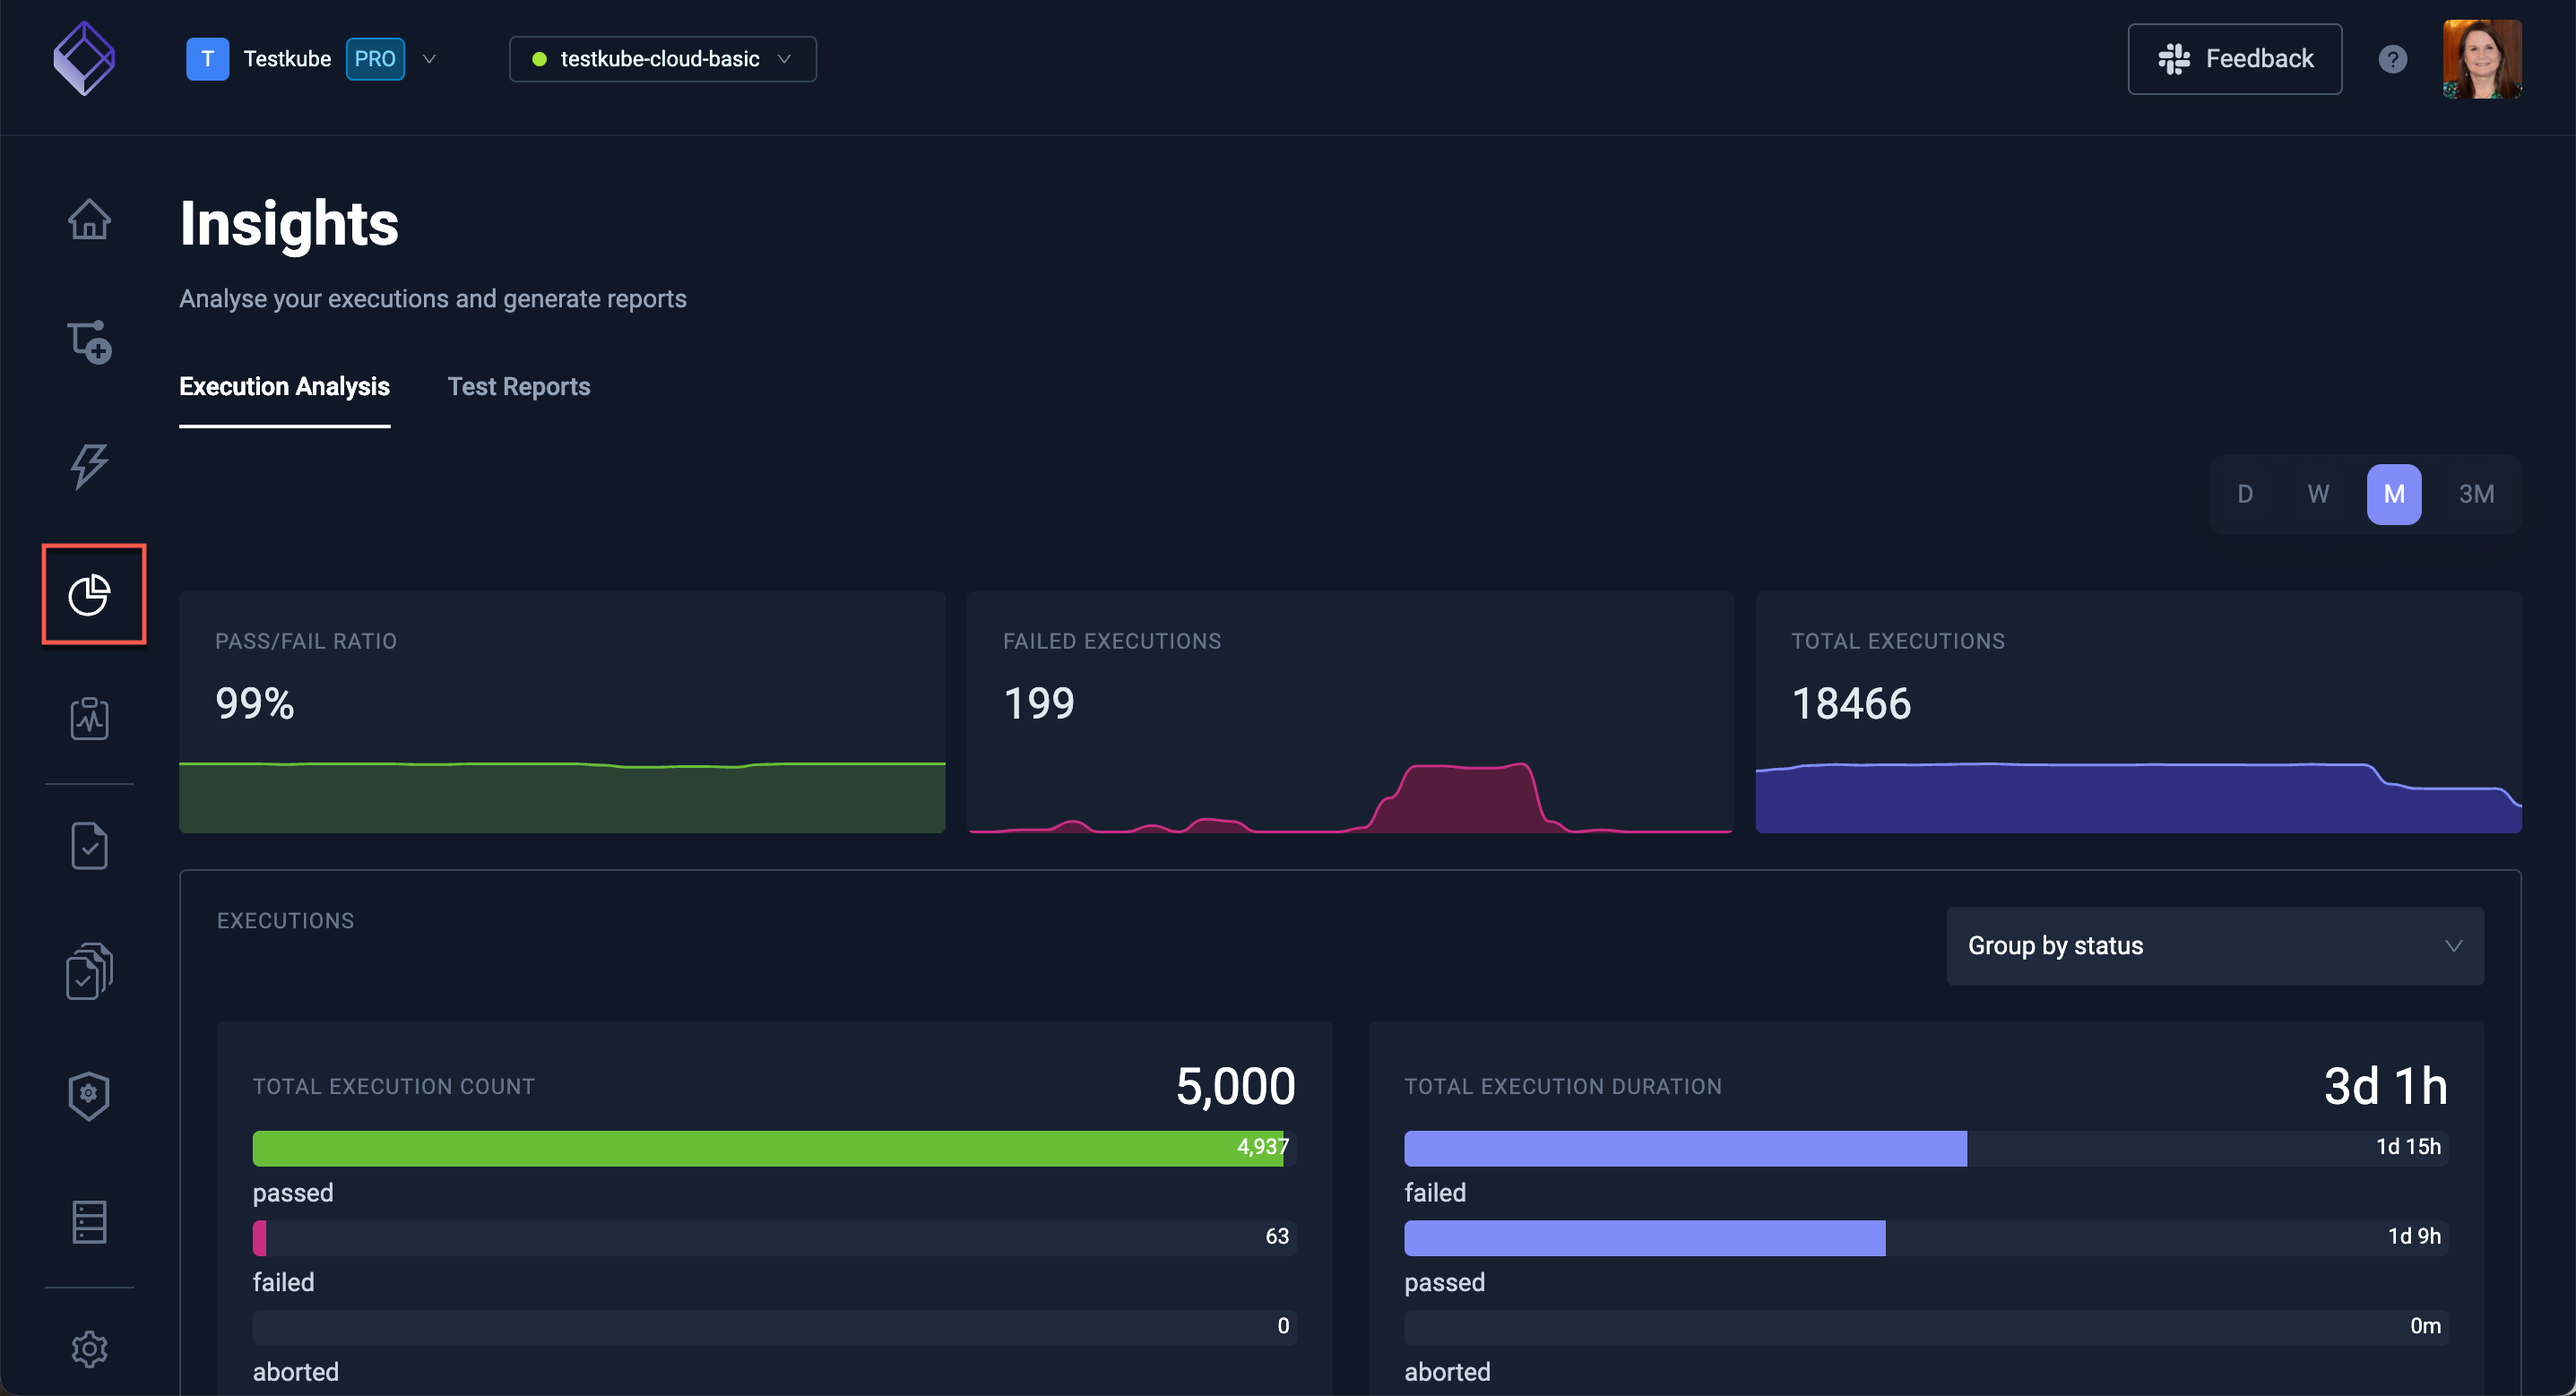 T Testkube PRO
testkube-cloud-basic
Feedback
?
Insights
Analyse your executions and generate reports
Execution Analysis
Test Reports
D W M 3M
PASS/FAIL RATIO
99%
FAILED EXECUTIONS
199
TOTAL EXECUTIONS
18466
EXECUTIONS
Group by status
TOTAL EXECUTION COUNT
5,000
4,937
passed
63
failed
0
aborted
TOTAL EXECUTION DURATION
3d 1h
1d 15h
failed
1d 9h
passed
0m
aborted